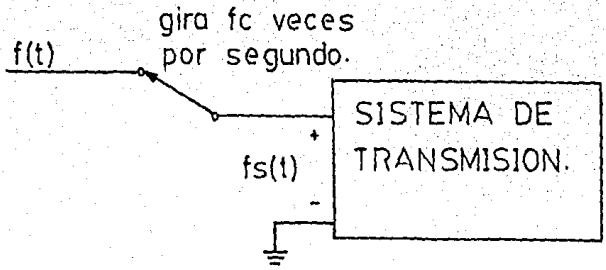 gira fc veces
por segundo.
f(t)
SISTEMA DE
TRANSMISION.
+
fs(t)
-